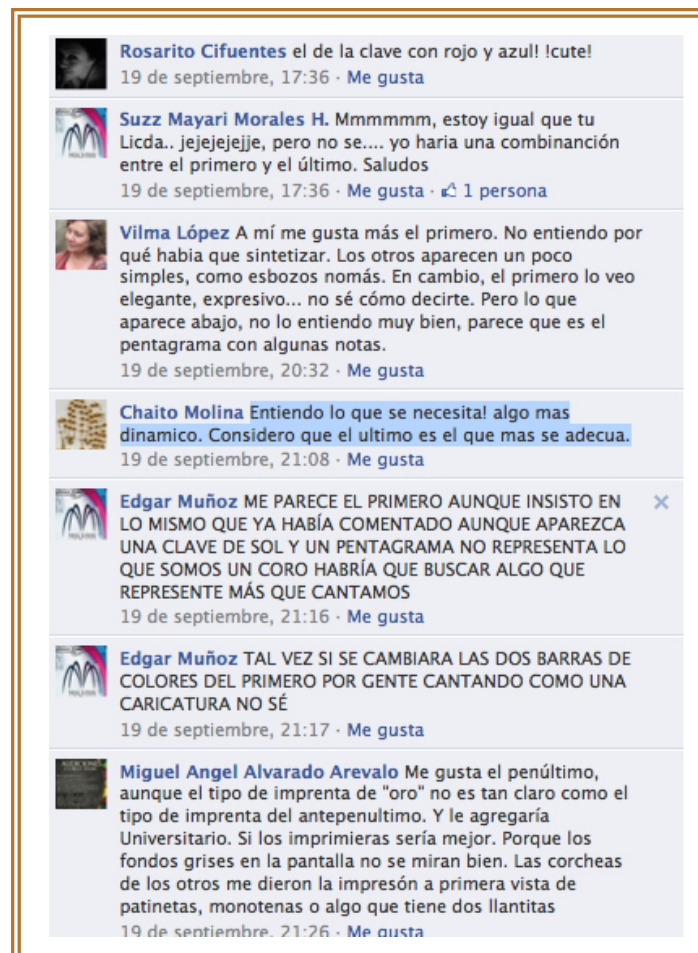 Rosarito Cifuentes el de la clave con rojo y azul! !cute!
19 de septiembre, 17:36 · Me gusta
Suzz Mayari Morales H. Mmmmmm, estoy igual que tu
Licda.. jejejejejje, pero no se.... yo haria una combinanción
entre el primero y el último. Saludos
19 de septiembre, 17:36 · Me gusta · 1 persona
Vilma López A mí me gusta más el primero. No entiendo por
qué habia que sintetizar. Los otros aparecen un poco
simples, como esbozos nomás. En cambio, el primero lo veo
elegante, expresivo... no sé cómo decirte. Pero lo que
aparece abajo, no lo entiendo muy bien, parece que es el
pentagrama con algunas notas.
19 de septiembre, 20:32 · Me gusta
Chaito Molina Entiendo lo que se necesita! algo mas
dinamico. Considero que el ultimo es el que mas se adecua.
19 de septiembre, 21:08 · Me gusta
Edgar Muñoz ME PARECE EL PRIMERO AUNQUE INSISTO EN
LO MISMO QUE YA HABÍA COMENTADO AUNQUE APAREZCA
UNA CLAVE DE SOL Y UN PENTAGRAMA NO REPRESENTA LO
QUE SOMOS UN CORO HABRÍA QUE BUSCAR ALGO QUE
REPRESENTE MÁS QUE CANTAMOS
19 de septiembre, 21:16 · Me gusta
Edgar Muñoz TAL VEZ SI SE CAMBIARA LAS DOS BARRAS DE
COLORES DEL PRIMERO POR GENTE CANTANDO COMO UNA
CARICATURA NO SÉ
19 de septiembre, 21:17 · Me gusta
Miguel Angel Alvarado Arevalo Me gusta el penúltimo,
aunque el tipo de imprenta de "oro" no es tan claro como el
tipo de imprenta del antepenultimo. Y le agregaría
Universitario. Si los imprimieras sería mejor. Porque los
fondos grises en la pantalla no se miran bien. Las corcheas
de los otros me dieron la impresón a primera vista de
patinetas, monotenas o algo que tiene dos llantitas
19 de septiembre, 21:26 · Me gusta